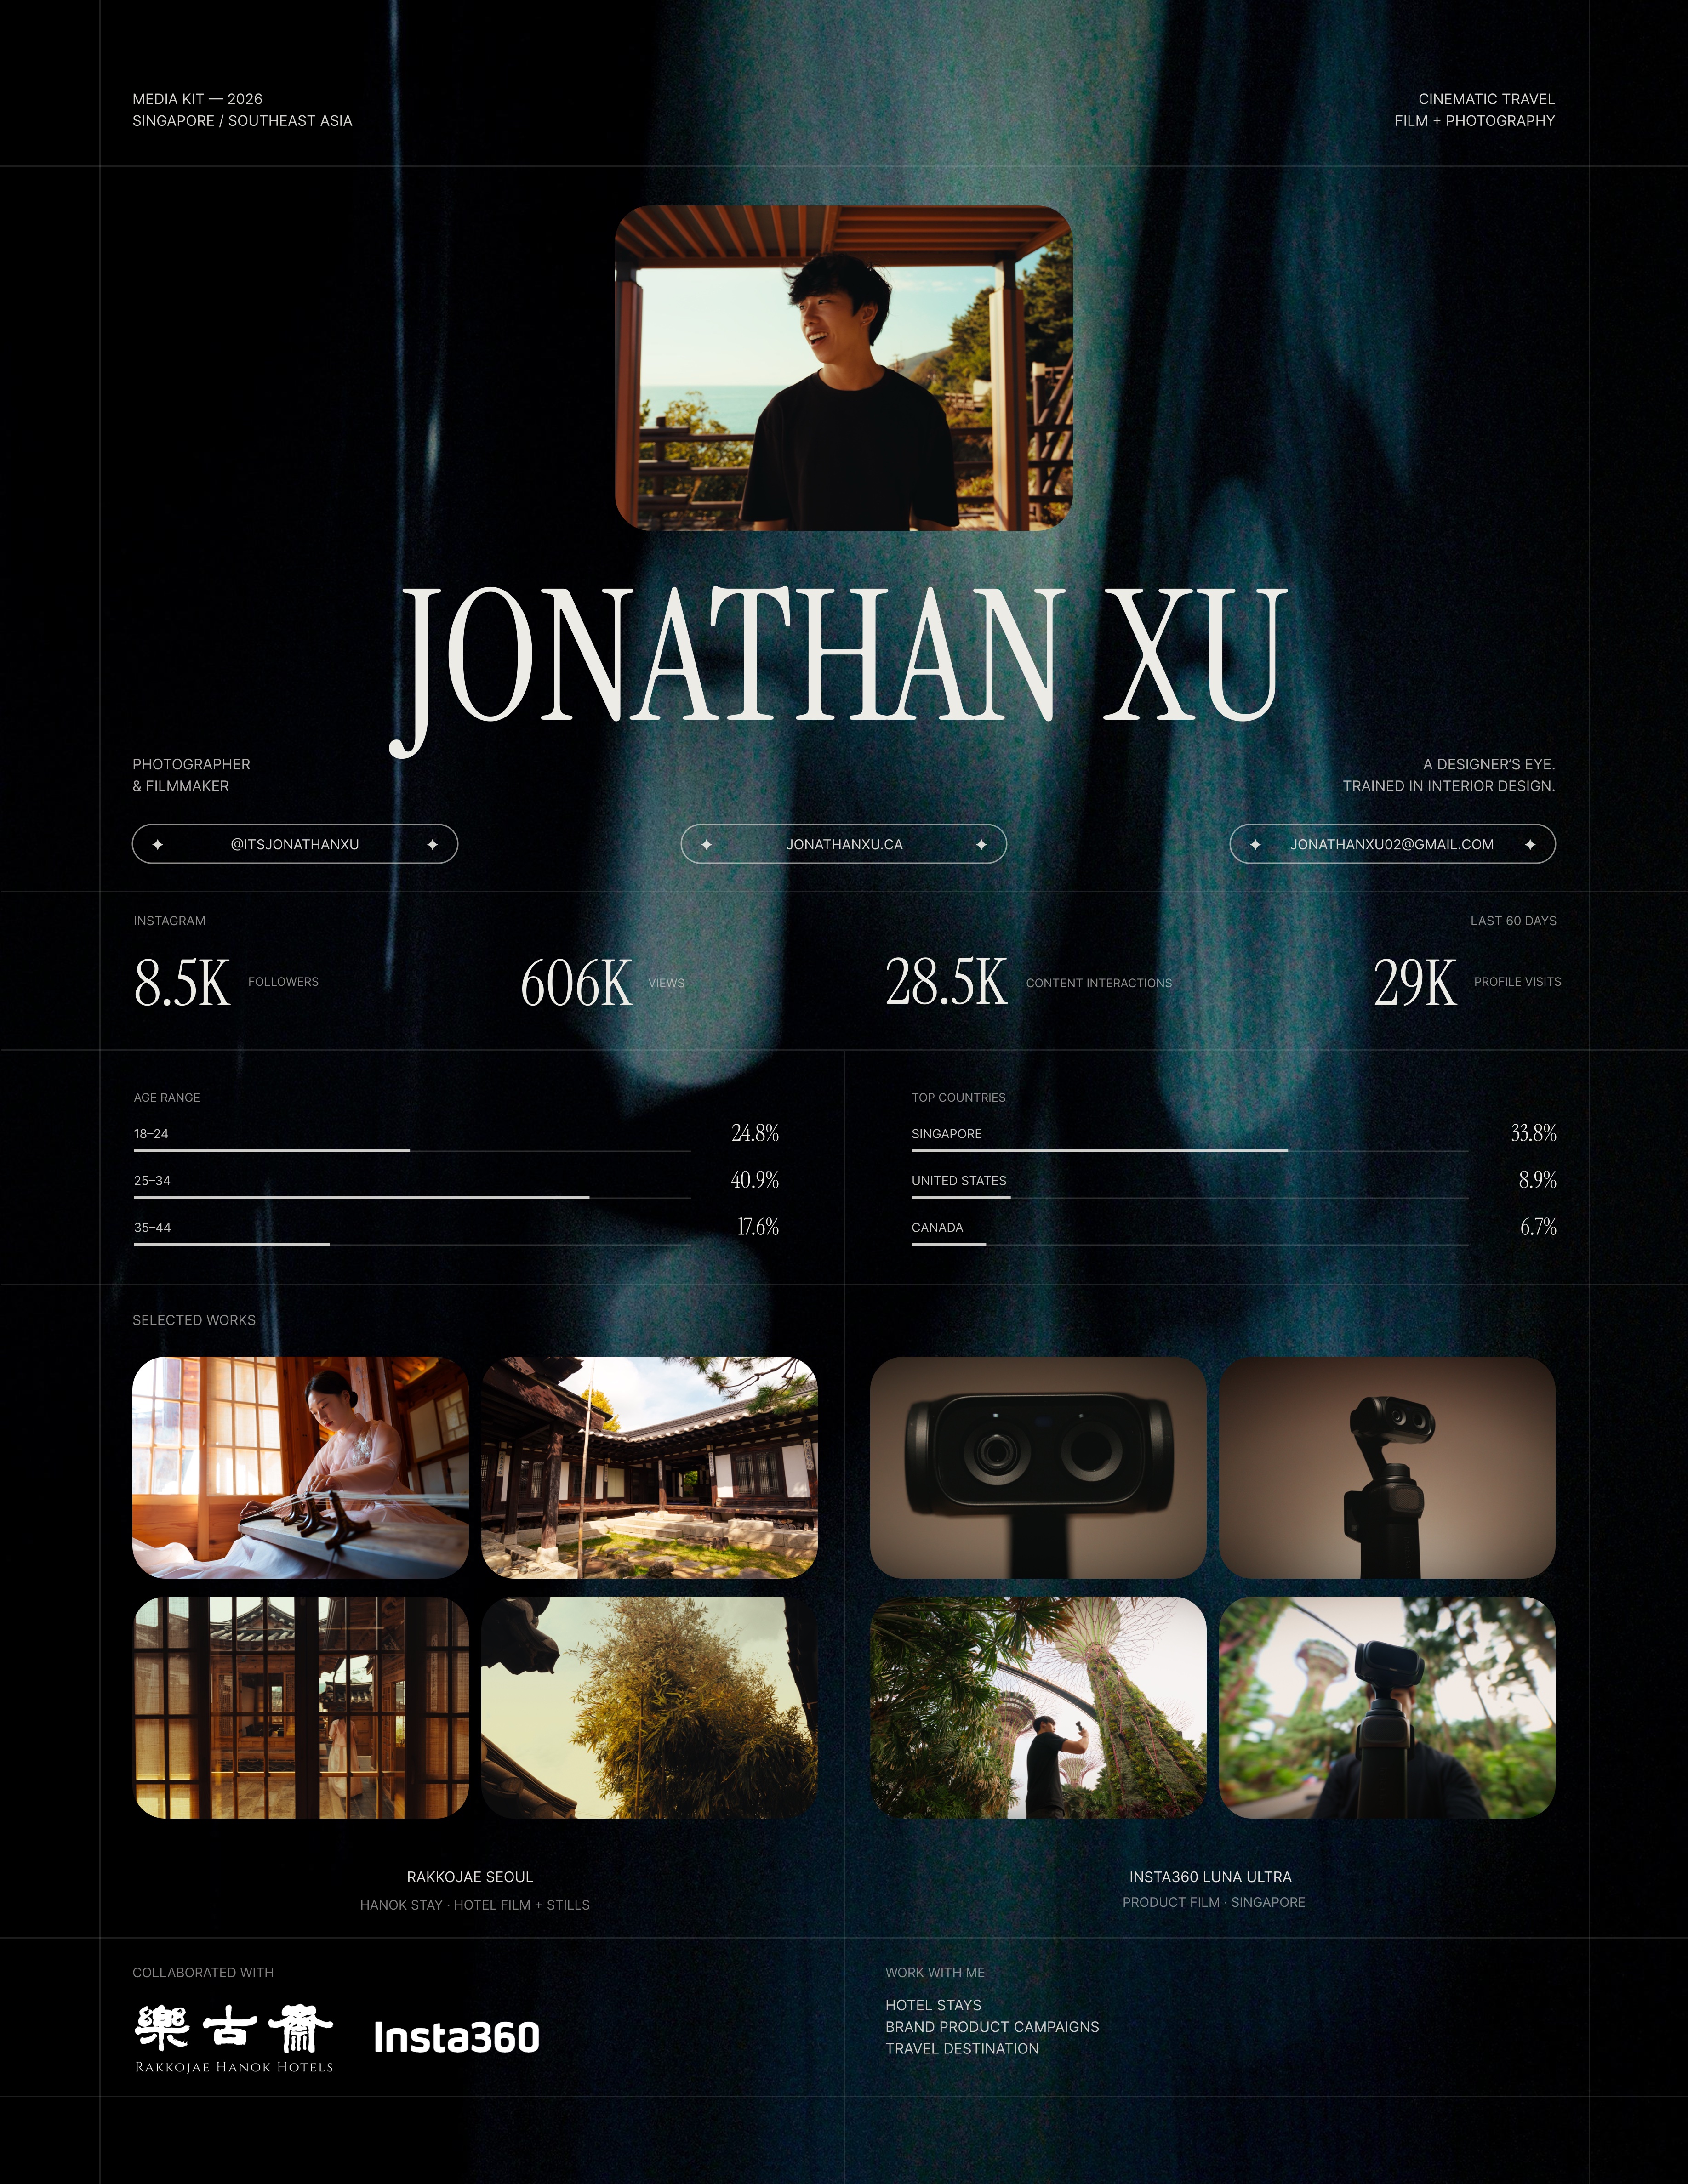 MEDIA KIT — 2026
SINGAPORE / SOUTHEAST ASIA
CINEMATIC TRAVEL
FILM + PHOTOGRAPHY
JONATHAN XU
PHOTOGRAPHER
& FILMMAKER
A DESIGNER'S EYE.
TRAINED IN INTERIOR DESIGN.
@ITSJONATHANXU
JONATHANXU.CA
JONATHANXU02@GMAIL.COM
INSTAGRAM
LAST 60 DAYS
8.5K FOLLOWERS
606K VIEWS
28.5K CONTENT INTERACTIONS
29K PROFILE VISITS
AGE RANGE
18–24 24.8%
25–34 40.9%
35–44 17.6%
TOP COUNTRIES
SINGAPORE 33.8%
UNITED STATES 8.9%
CANADA 6.7%
SELECTED WORKS
RAKKOJAE SEOUL
HANOK STAY · HOTEL FILM + STILLS
INSTA360 LUNA ULTRA
PRODUCT FILM · SINGAPORE
COLLABORATED WITH
樂古齋
RAKKOJAE HANOK HOTELS
Insta360
WORK WITH ME
HOTEL STAYS
BRAND PRODUCT CAMPAIGNS
TRAVEL DESTINATION